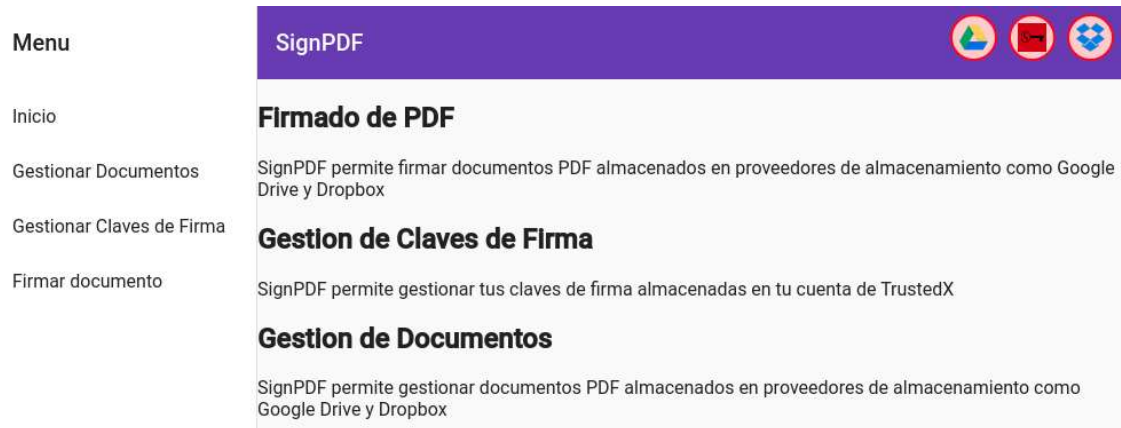 Menu
SignPDF
Inicio
Gestionar Documentos
Gestionar Claves de Firma
Firmar documento
Firmado de PDF
SignPDF permite firmar documentos PDF almacenados en proveedores de almacenamiento como Google
Drive y Dropbox
Gestion de Claves de Firma
SignPDF permite gestionar tus claves de firma almacenadas en tu cuenta de TrustedX
Gestion de Documentos
SignPDF permite gestionar documentos PDF almacenados en proveedores de almacenamiento como
Google Drive y Dropbox